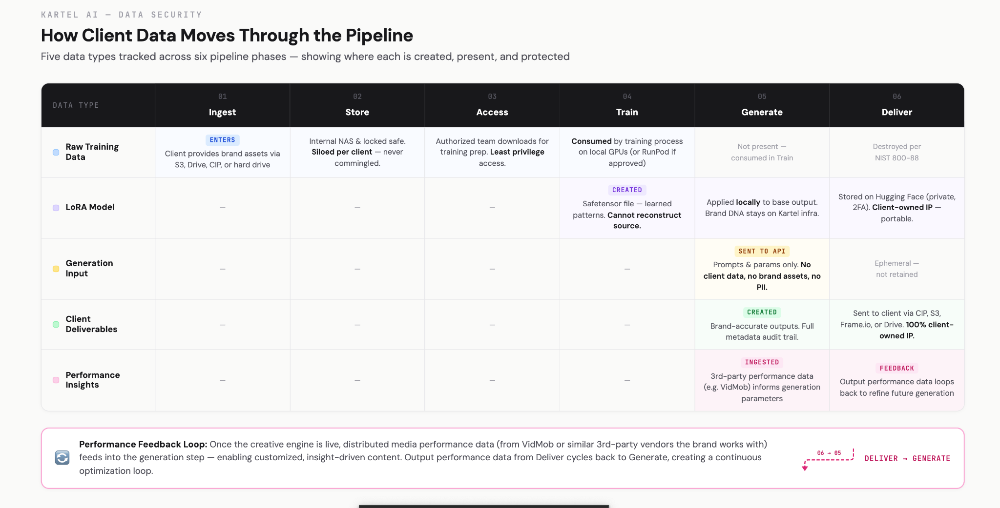 KARTEL AI — DATA SECURITY
How Client Data Moves Through the Pipeline
Five data types tracked across six pipeline phases — showing where each is created, present, and protected
DATA TYPE
01
Ingest
02
Store
03
Access
04
Train
05
Generate
06
Deliver
Raw Training
Data
ENTERS
Client provides brand assets via
S3, Drive, CIP, or hard drive
Internal NAS & locked safe.
Siloed per client — never
commingled.
Authorized team downloads for
training prep. Least privilege
access.
Consumed by training process
on local GPUs (or RunPod if
approved)
Not present —
consumed in Train
Destroyed per
NIST 800-88
LoRA Model
—
—
—
CREATED
Safetensor file — learned
patterns. Cannot reconstruct
source.
Applied locally to base output.
Brand DNA stays on Kartel infra.
Stored on Hugging Face (private,
2FA). Client-owned IP —
portable.
Generation
Input
—
—
—
—
SENT TO API
Prompts & params only. No
client data, no brand assets, no
PII.
Ephemeral —
not retained
Client
Deliverables
—
—
—
—
CREATED
Brand-accurate outputs. Full
metadata audit trail.
Sent to client via CIP, S3,
Frame.io, or Drive. 100% client-
owned IP.
Performance
Insights
—
—
—
—
INGESTED
3rd-party performance data
(e.g. VidMob) informs generation
parameters
FEEDBACK
Output performance data loops
back to refine future generation
Performance Feedback Loop: Once the creative engine is live, distributed media performance data (from VidMob or similar 3rd-party vendors the brand works with)
feeds into the generation step — enabling customized, insight-driven content. Output performance data from Deliver cycles back to Generate, creating a continuous
optimization loop.
06 → 05
DELIVER → GENERATE